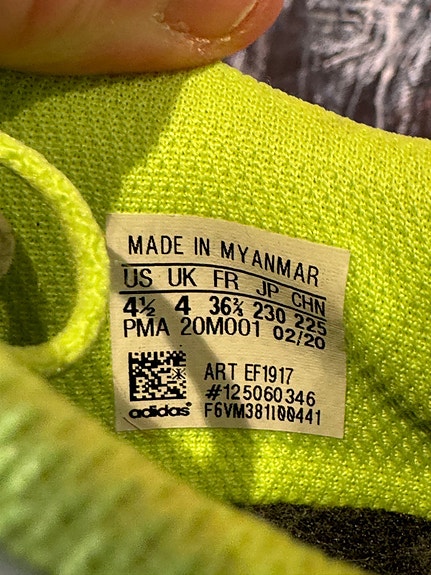 MADE IN MYANMAR
US UK FR JP CHN
4½ 4 36⅔ 230 225
PMA 20M001 02/20
ART EF1917
#125060346
adidas® F6VM381I00441